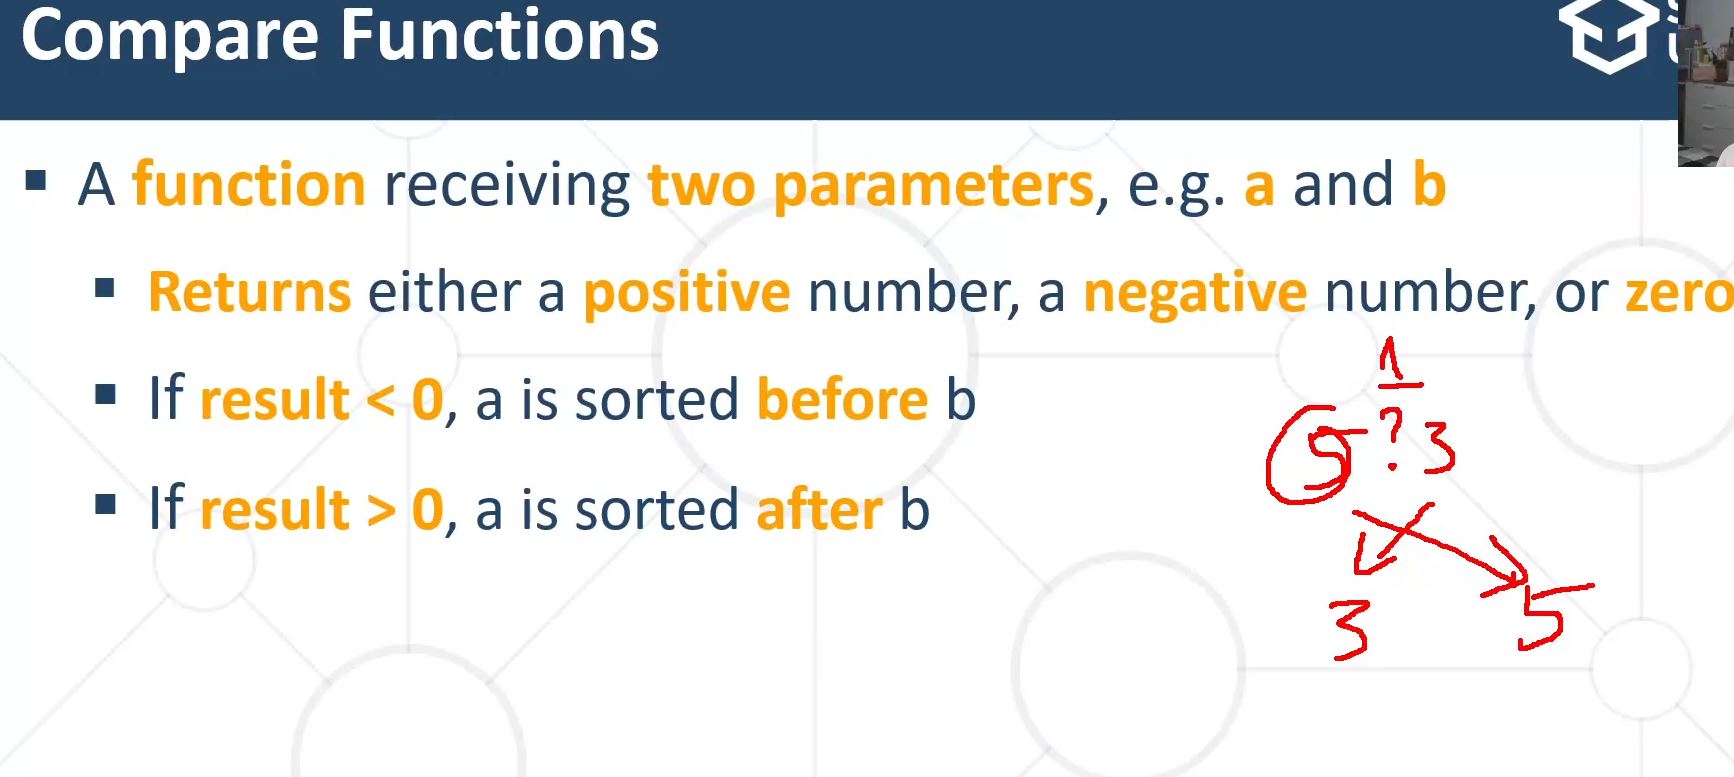 Compare Functions
▪ A function receiving two parameters, e.g. a and b
▪ Returns either a positive number, a negative number, or zero
▪ If result < 0, a is sorted before b
▪ If result > 0, a is sorted after b
1
5 ? 3
3 5